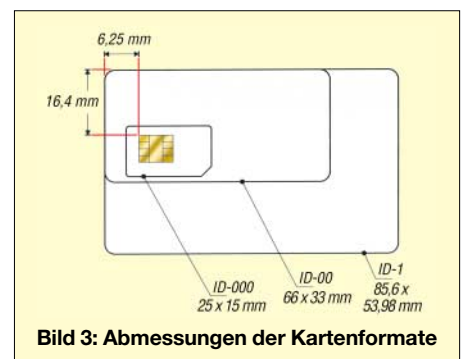 6,25 mm
16,4 mm
ID-000
25 x 15 mm
ID-00
66 x 33 mm
ID-1
85,6 x
53,98 mm
Bild 3: Abmessungen der Kartenformate